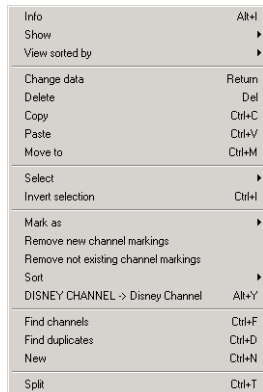 Info Alt+I
Show
View sorted by
Change data Return
Delete Del
Copy Ctrl+C
Paste Ctrl+V
Move to Ctrl+M
Select
Invert selection Ctrl+I
Mark as
Remove new channel markings
Remove not existing channel markings
Sort
DISNEY CHANNEL -> Disney Channel Alt+Y
Find channels Ctrl+F
Find duplicates Ctrl+D
New Ctrl+N
Split Ctrl+T